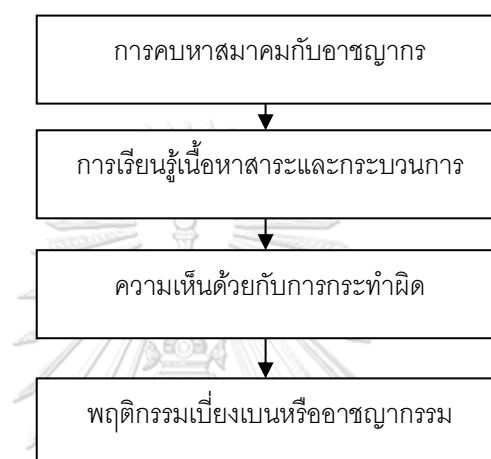 การคบหาสมาคมกับอาชญากร
การเรียนรู้เนื้อหาสาระและกระบวนการ
ความเห็นด้วยกับการกระทำผิด
พฤติกรรมเบี่ยงเบนหรืออาชญากรรม